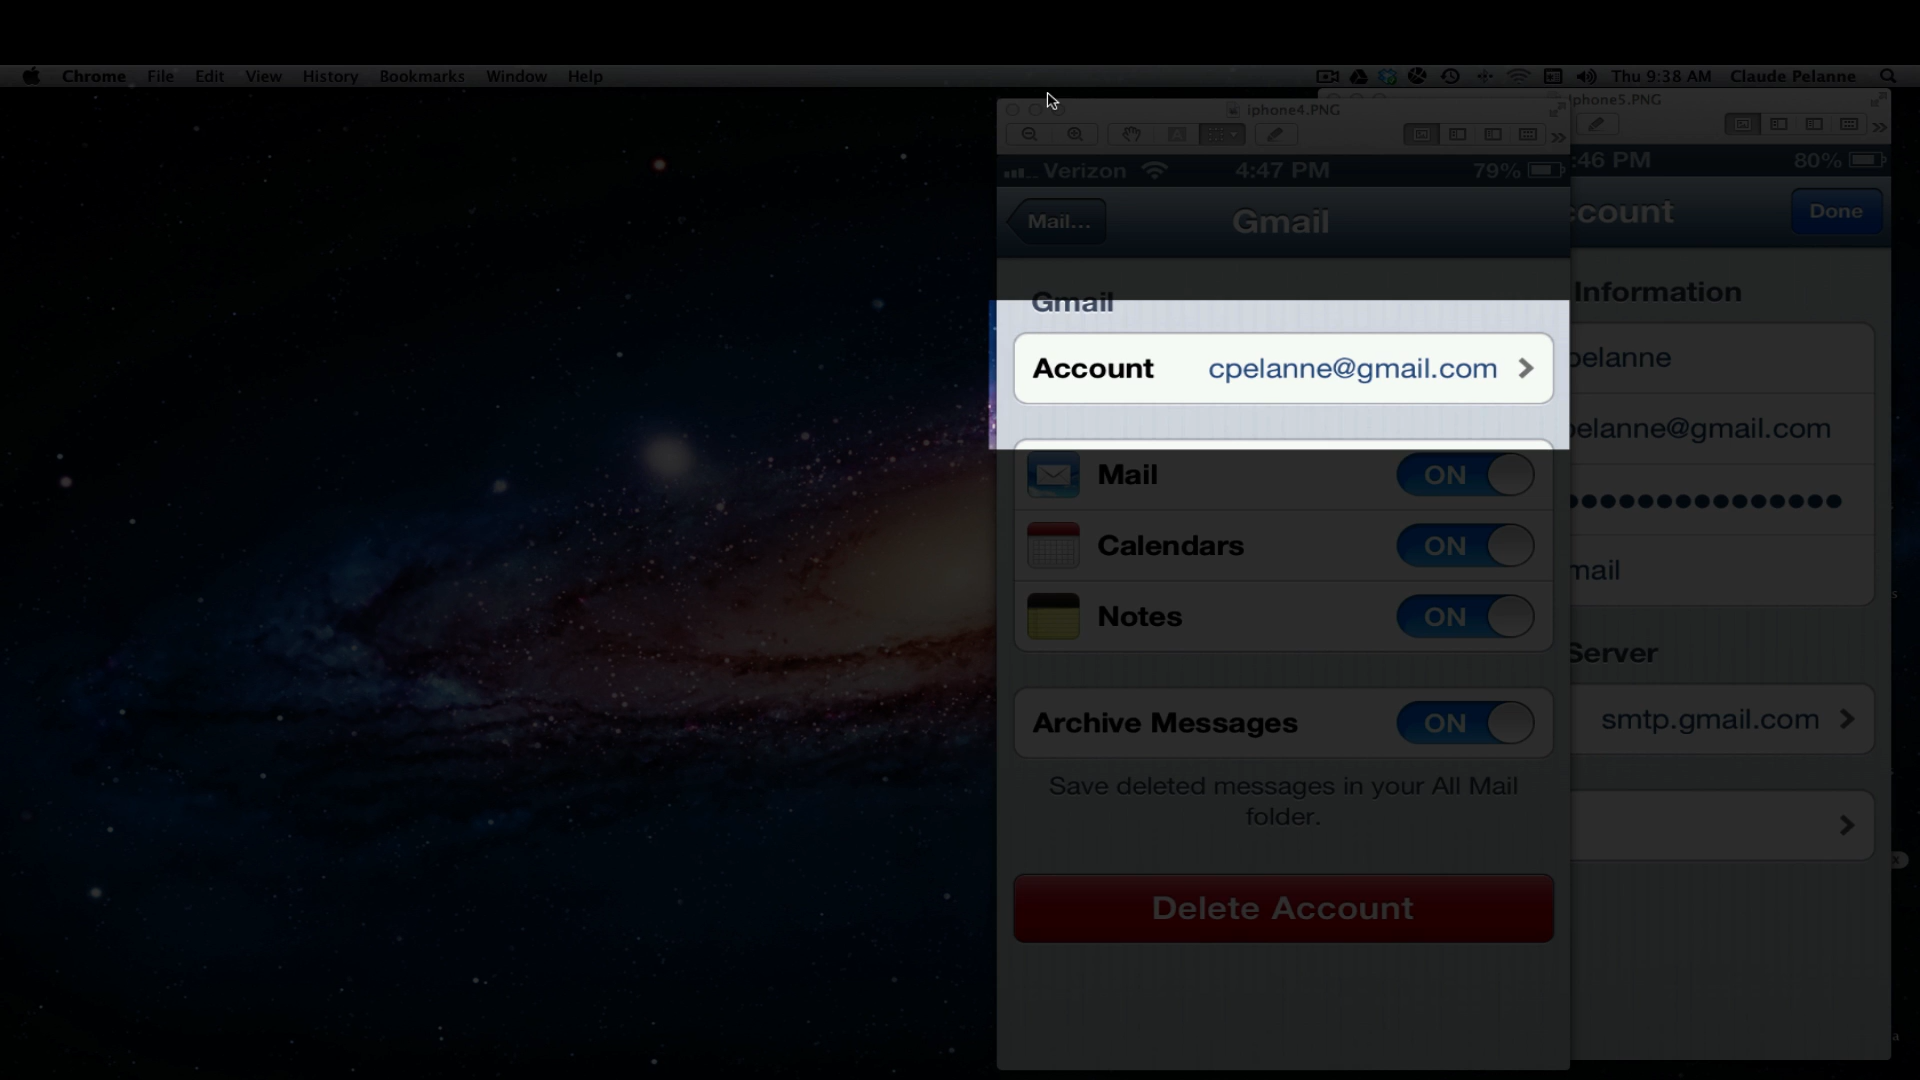 Chrome File Edit View History Bookmarks Window Help Thu 9:38 AM Claude Pelanne
iphone4.PNG
Verizon 4:47 PM 79%
Mail... Gmail
Gmail
Account cpelanne@gmail.com
Mail ON
Calendars ON
Notes ON
Archive Messages ON
Save deleted messages in your All Mail
folder.
Delete Account
iphone5.PNG
:46 PM 80%
ccount Done
Information
pelanne
pelanne@gmail.com
mail
Server
smtp.gmail.com